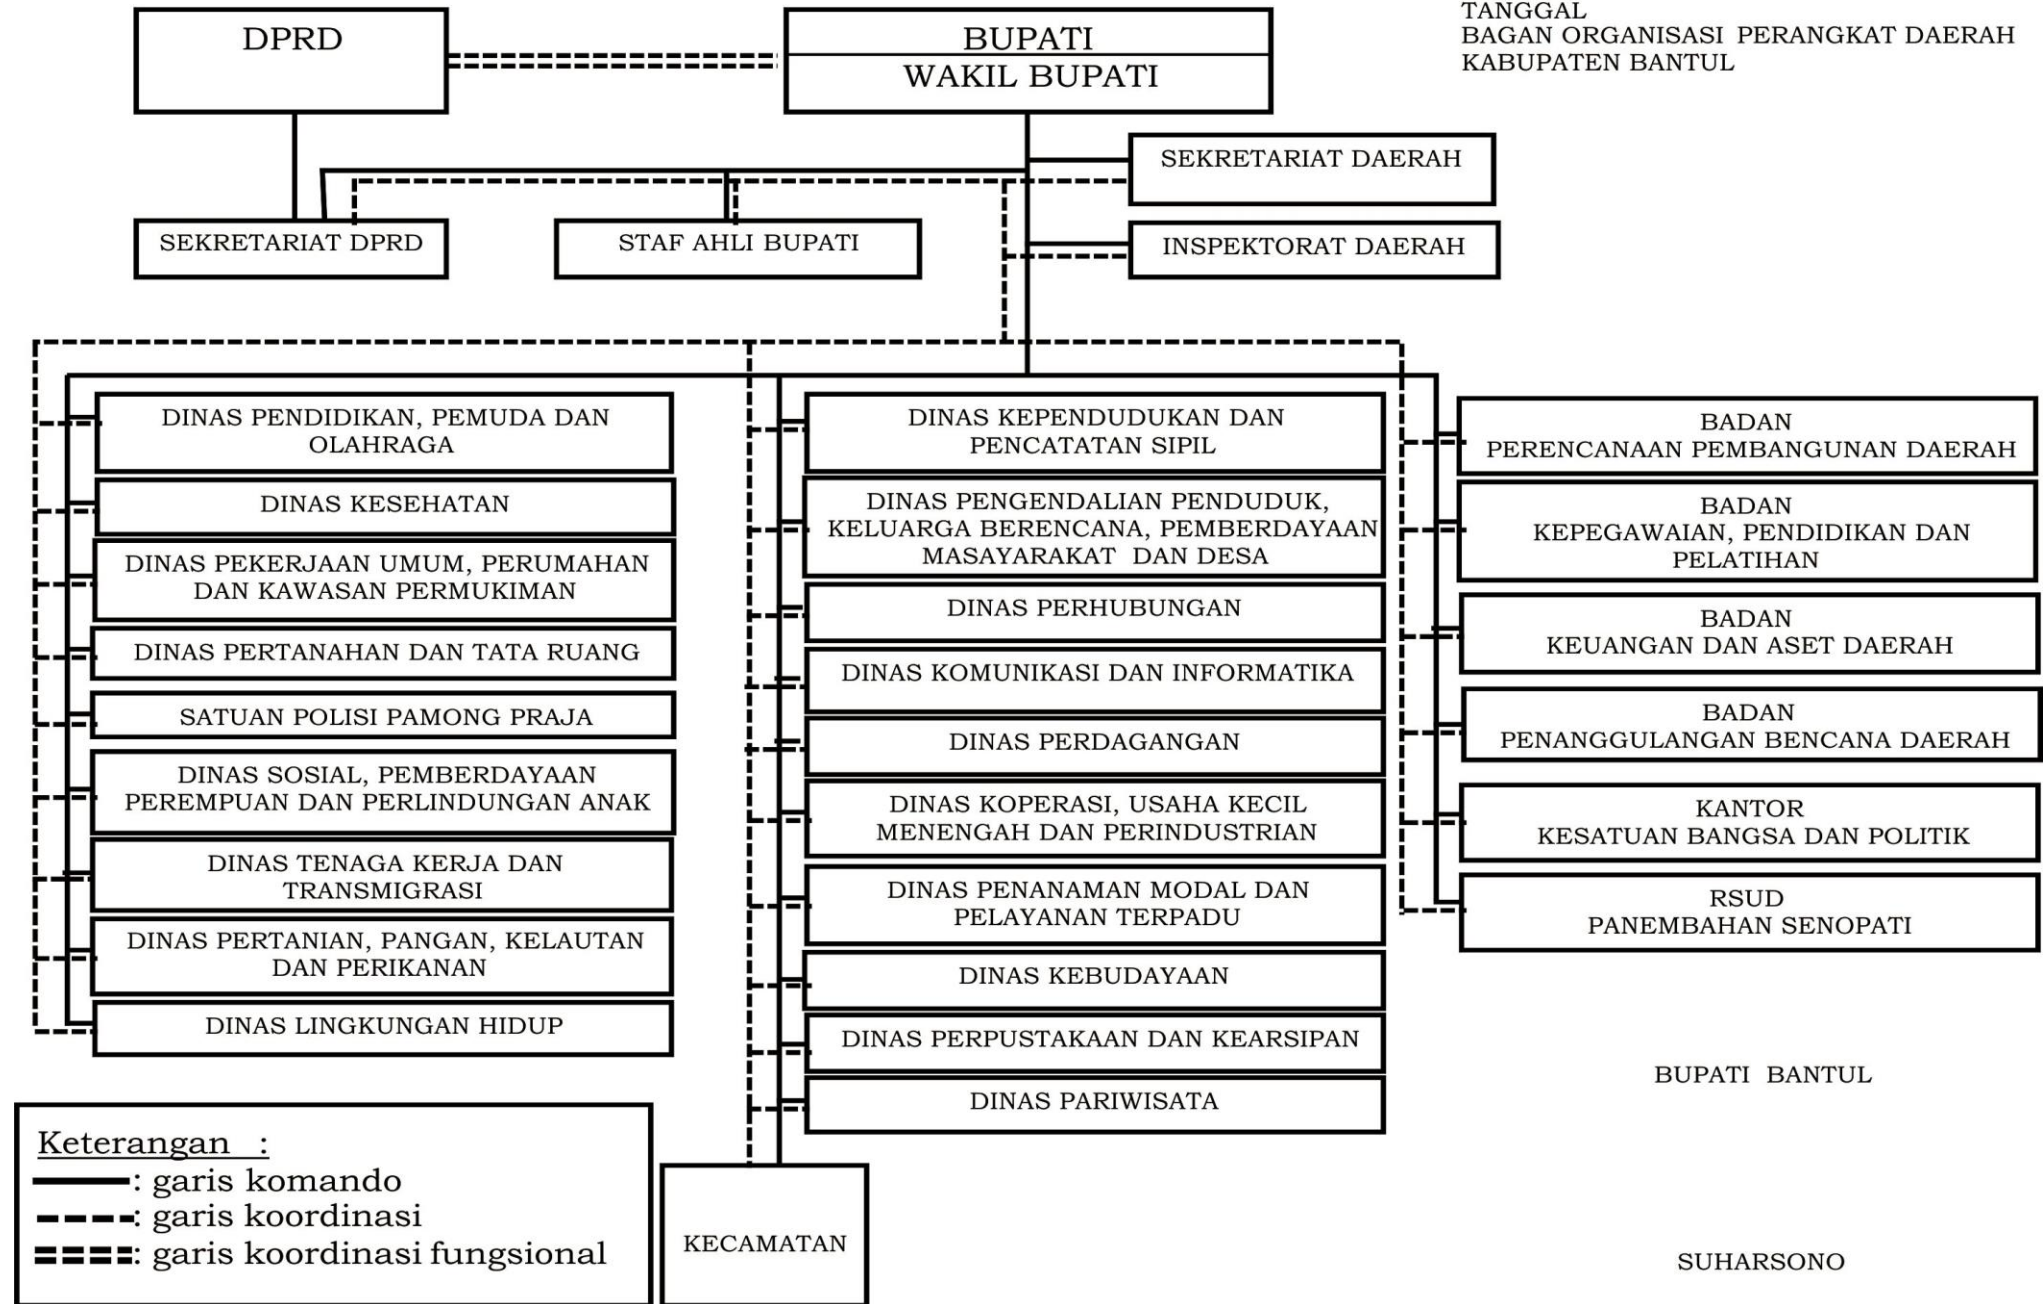 TANGGAL
BAGAN ORGANISASI PERANGKAT DAERAH
KABUPATEN BANTUL
DPRD
BUPATI
WAKIL BUPATI
SEKRETARIAT DAERAH
SEKRETARIAT DPRD
STAF AHLI BUPATI
INSPEKTORAT DAERAH
DINAS PENDIDIKAN, PEMUDA DAN
OLAHRAGA
DINAS KESEHATAN
DINAS PEKERJAAN UMUM, PERUMAHAN
DAN KAWASAN PERMUKIMAN
DINAS PERTANAHAN DAN TATA RUANG
SATUAN POLISI PAMONG PRAJA
DINAS SOSIAL, PEMBERDAYAAN
PEREMPUAN DAN PERLINDUNGAN ANAK
DINAS TENAGA KERJA DAN
TRANSMIGRASI
DINAS PERTANIAN, PANGAN, KELAUTAN
DAN PERIKANAN
DINAS LINGKUNGAN HIDUP
DINAS KEPENDUDUKAN DAN
PENCATATAN SIPIL
DINAS PENGENDALIAN PENDUDUK,
KELUARGA BERENCANA, PEMBERDAYAAN
MASAYARAKAT DAN DESA
DINAS PERHUBUNGAN
DINAS KOMUNIKASI DAN INFORMATIKA
DINAS PERDAGANGAN
DINAS KOPERASI, USAHA KECIL
MENENGAH DAN PERINDUSTRIAN
DINAS PENANAMAN MODAL DAN
PELAYANAN TERPADU
DINAS KEBUDAYAAN
DINAS PERPUSTAKAAN DAN KEARSIPAN
DINAS PARIWISATA
KECAMATAN
BADAN
PERENCANAAN PEMBANGUNAN DAERAH
BADAN
KEPEGAWAIAN, PENDIDIKAN DAN
PELATIHAN
BADAN
KEUANGAN DAN ASET DAERAH
BADAN
PENANGGULANGAN BENCANA DAERAH
KANTOR
KESATUAN BANGSA DAN POLITIK
RSUD
PANEMBAHAN SENOPATI
Keterangan :
: garis komando
: garis koordinasi
: garis koordinasi fungsional
BUPATI BANTUL
SUHARSONO